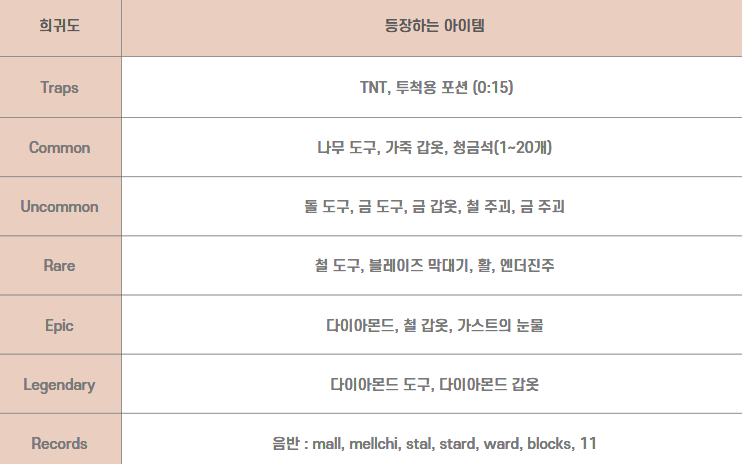 희귀도 등장하는 아이템
Traps TNT, 투척용 포션 (0:15)
Common 나무 도구, 가죽 갑옷, 청금석(1~20개)
Uncommon 돌 도구, 금 도구, 금 갑옷, 철 주괴, 금 주괴
Rare 철 도구, 블레이즈 막대기, 활, 엔더진주
Epic 다이아몬드, 철 갑옷, 가스트의 눈물
Legendary 다이아몬드 도구, 다이아몬드 갑옷
Records 음반 : mall, mellchi, stal, stard, ward, blocks, 11